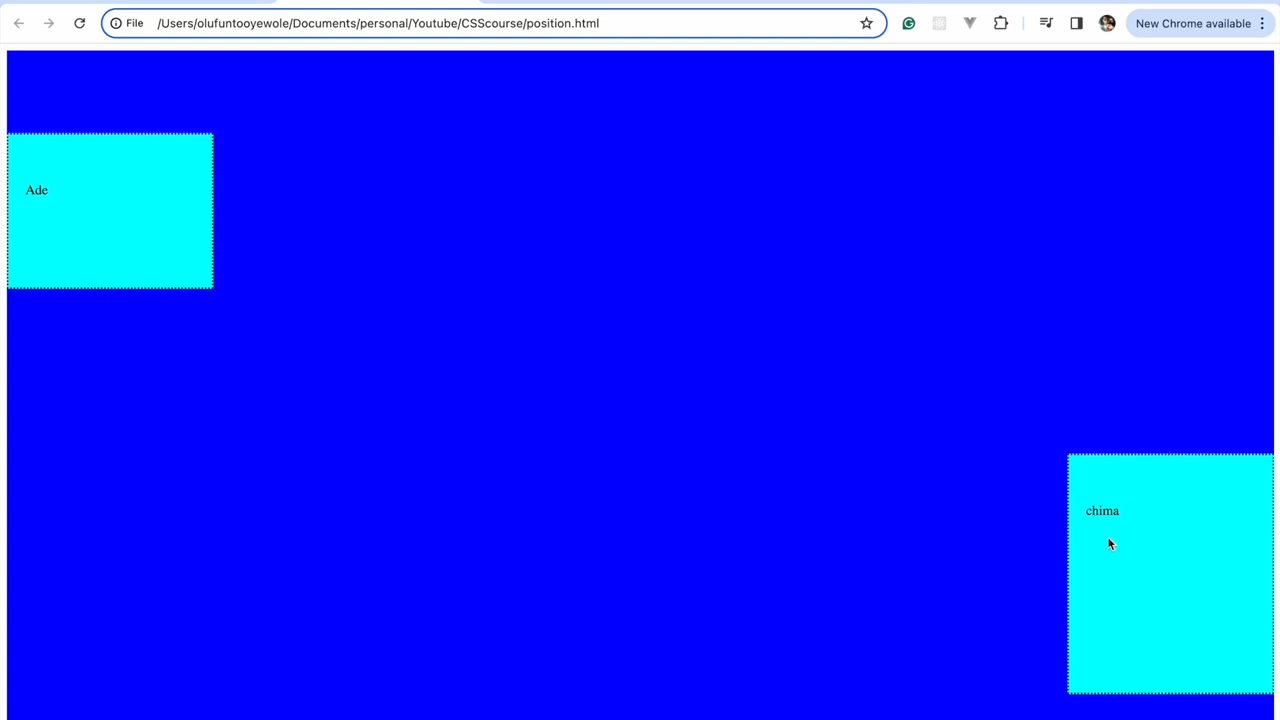 File /Users/olufuntooyewole/Documents/personal/Youtube/CSScourse/position.html New Chrome available
Ade
chima